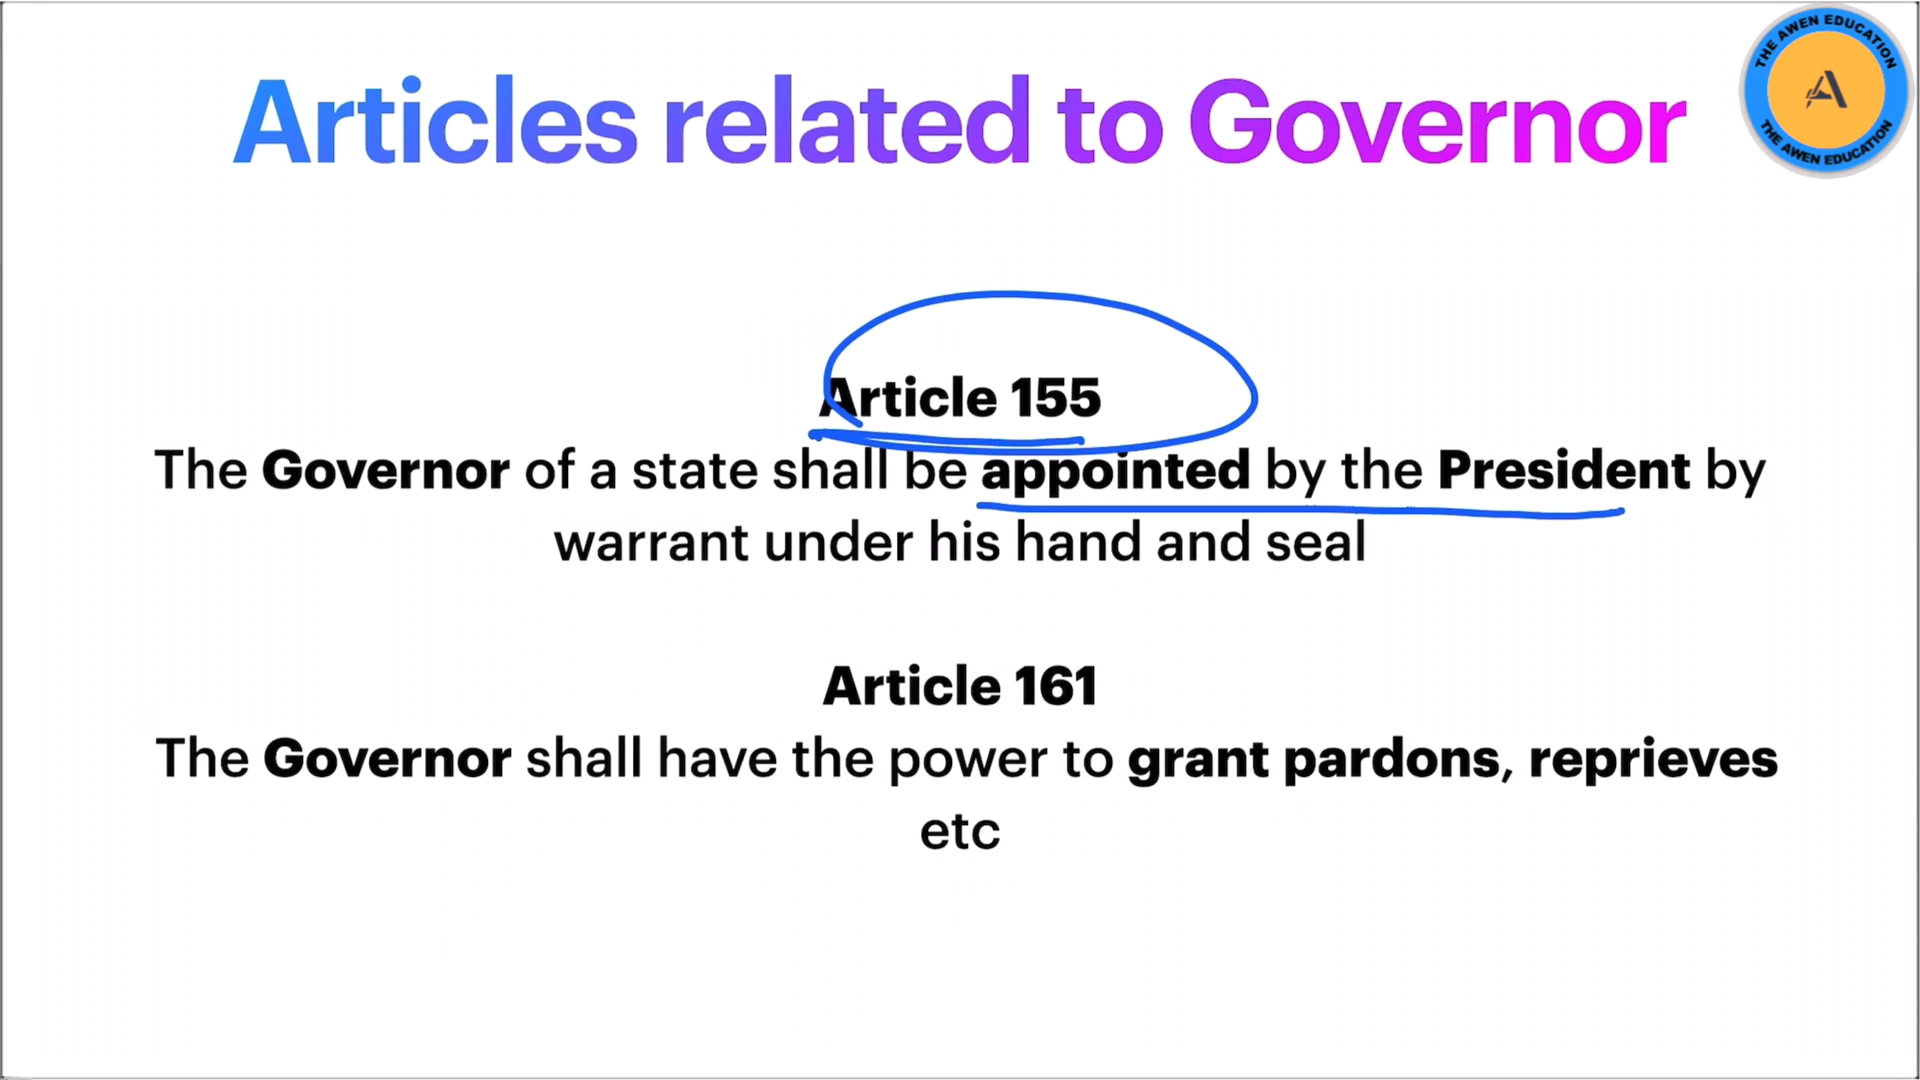 THE AWEN EDUCATION
A
THE AWEN EDUCATION
Articles related to Governor
Article 155
The Governor of a state shall be appointed by the President by
warrant under his hand and seal
Article 161
The Governor shall have the power to grant pardons, reprieves
etc